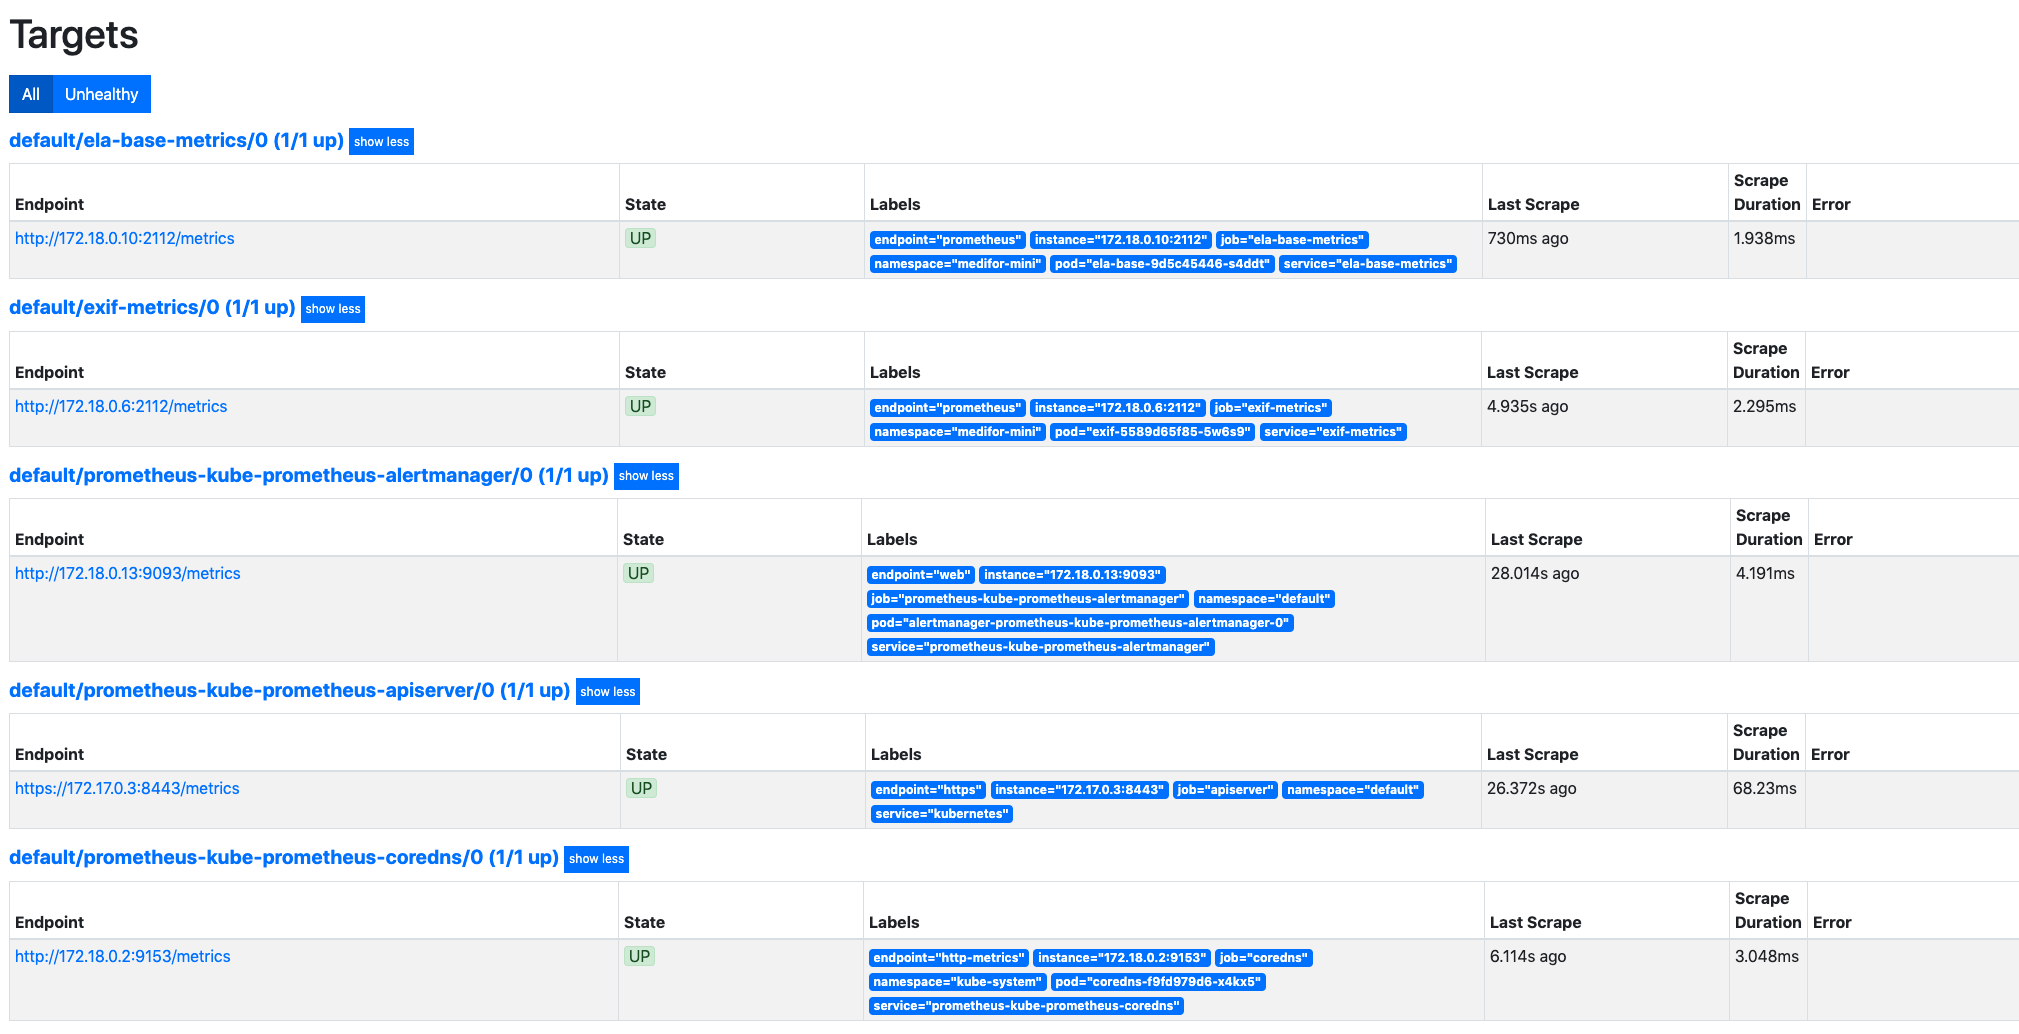 Targets
All Unhealthy
default/ela-base-metrics/0 (1/1 up) show less
Endpoint State Labels Last Scrape Scrape Duration Error
http://172.18.0.10:2112/metrics UP endpoint="prometheus" instance="172.18.0.10:2112" job="ela-base-metrics" 730ms ago 1.938ms
namespace="medifor-mini" pod="ela-base-9d5c45446-s4ddt" service="ela-base-metrics"
default/exif-metrics/0 (1/1 up) show less
Endpoint State Labels Last Scrape Scrape Duration Error
http://172.18.0.6:2112/metrics UP endpoint="prometheus" instance="172.18.0.6:2112" job="exif-metrics" 4.935s ago 2.295ms
namespace="medifor-mini" pod="exif-5589d65f85-5w6s9" service="exif-metrics"
default/prometheus-kube-prometheus-alertmanager/0 (1/1 up) show less
Endpoint State Labels Last Scrape Scrape Duration Error
http://172.18.0.13:9093/metrics UP endpoint="web" instance="172.18.0.13:9093" 28.014s ago 4.191ms
job="prometheus-kube-prometheus-alertmanager" namespace="default"
pod="alertmanager-prometheus-kube-prometheus-alertmanager-0"
service="prometheus-kube-prometheus-alertmanager"
default/prometheus-kube-prometheus-apiserver/0 (1/1 up) show less
Endpoint State Labels Last Scrape Scrape Duration Error
https://172.17.0.3:8443/metrics UP endpoint="https" instance="172.17.0.3:8443" job="apiserver" namespace="default" 26.372s ago 68.23ms
service="kubernetes"
default/prometheus-kube-prometheus-coredns/0 (1/1 up) show less
Endpoint State Labels Last Scrape Scrape Duration Error
http://172.18.0.2:9153/metrics UP endpoint="http-metrics" instance="172.18.0.2:9153" job="coredns" 6.114s ago 3.048ms
namespace="kube-system" pod="coredns-f9fd979d6-x4kx5"
service="prometheus-kube-prometheus-coredns"